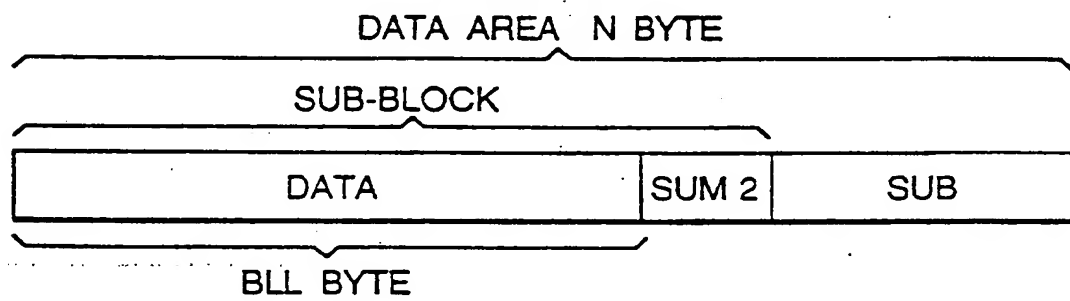 DATA AREA N BYTE
SUB-BLOCK
DATA SUM 2 SUB
BLL BYTE